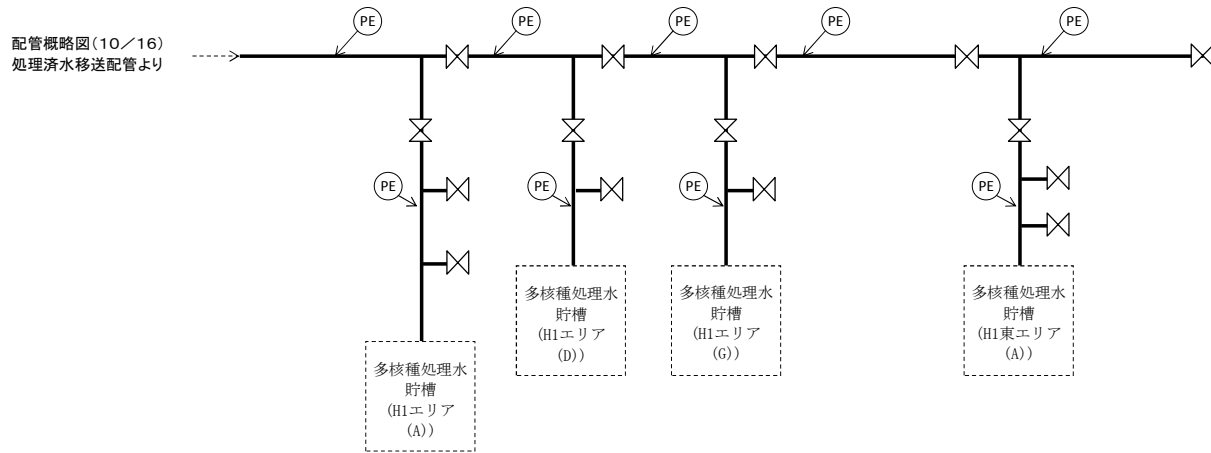 PE
PE
PE
PE
PE
配管概略図(10／16)
処理済水移送配管より
PE
PE
PE
PE
多核種処理水
貯槽
(H1エリア
(D))
多核種処理水
貯槽
(H1エリア
(G))
多核種処理水
貯槽
(H1東エリア
(A))
多核種処理水
貯槽
(H1エリア
(A))